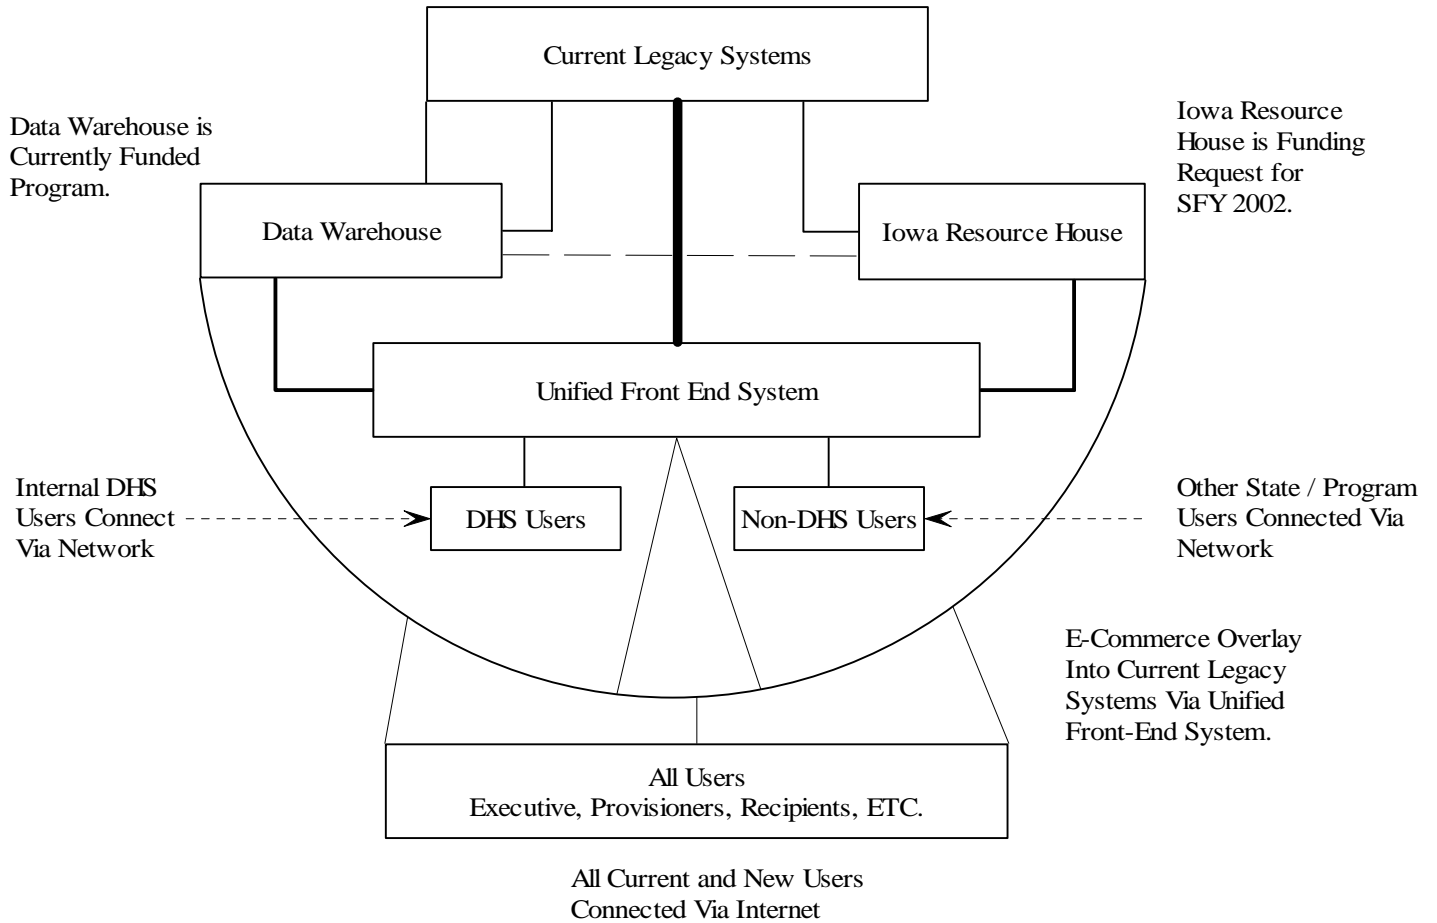 Current Legacy Systems
Data Warehouse is
Currently Funded
Program.
Iowa Resource
House is Funding
Request for
SFY 2002.
Data Warehouse
Iowa Resource House
Unified Front End System
Internal DHS
Users Connect
Via Network
DHS Users
Non-DHS Users
Other State / Program
Users Connected Via
Network
E-Commerce Overlay
Into Current Legacy
Systems Via Unified
Front-End System.
All Users
Executive, Provisioners, Recipients, ETC.
All Current and New Users
Connected Via Internet